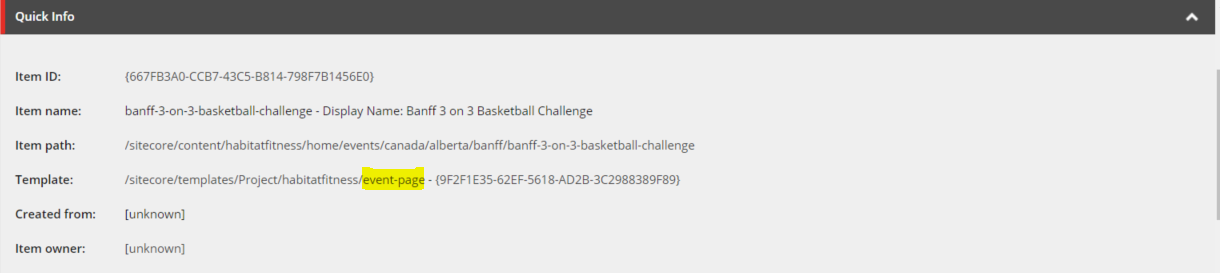 Quick Info
Item ID: {667FB3A0-CCB7-43C5-B814-798F7B1456E0}
Item name: banff-3-on-3-basketball-challenge - Display Name: Banff 3 on 3 Basketball Challenge
Item path: /sitecore/content/habitatfitness/home/events/canada/alberta/banff/banff-3-on-3-basketball-challenge
Template: /sitecore/templates/Project/habitatfitness/event-page - {9F2F1E35-62EF-5618-AD2B-3C2988389F89}
Created from: [unknown]
Item owner: [unknown]